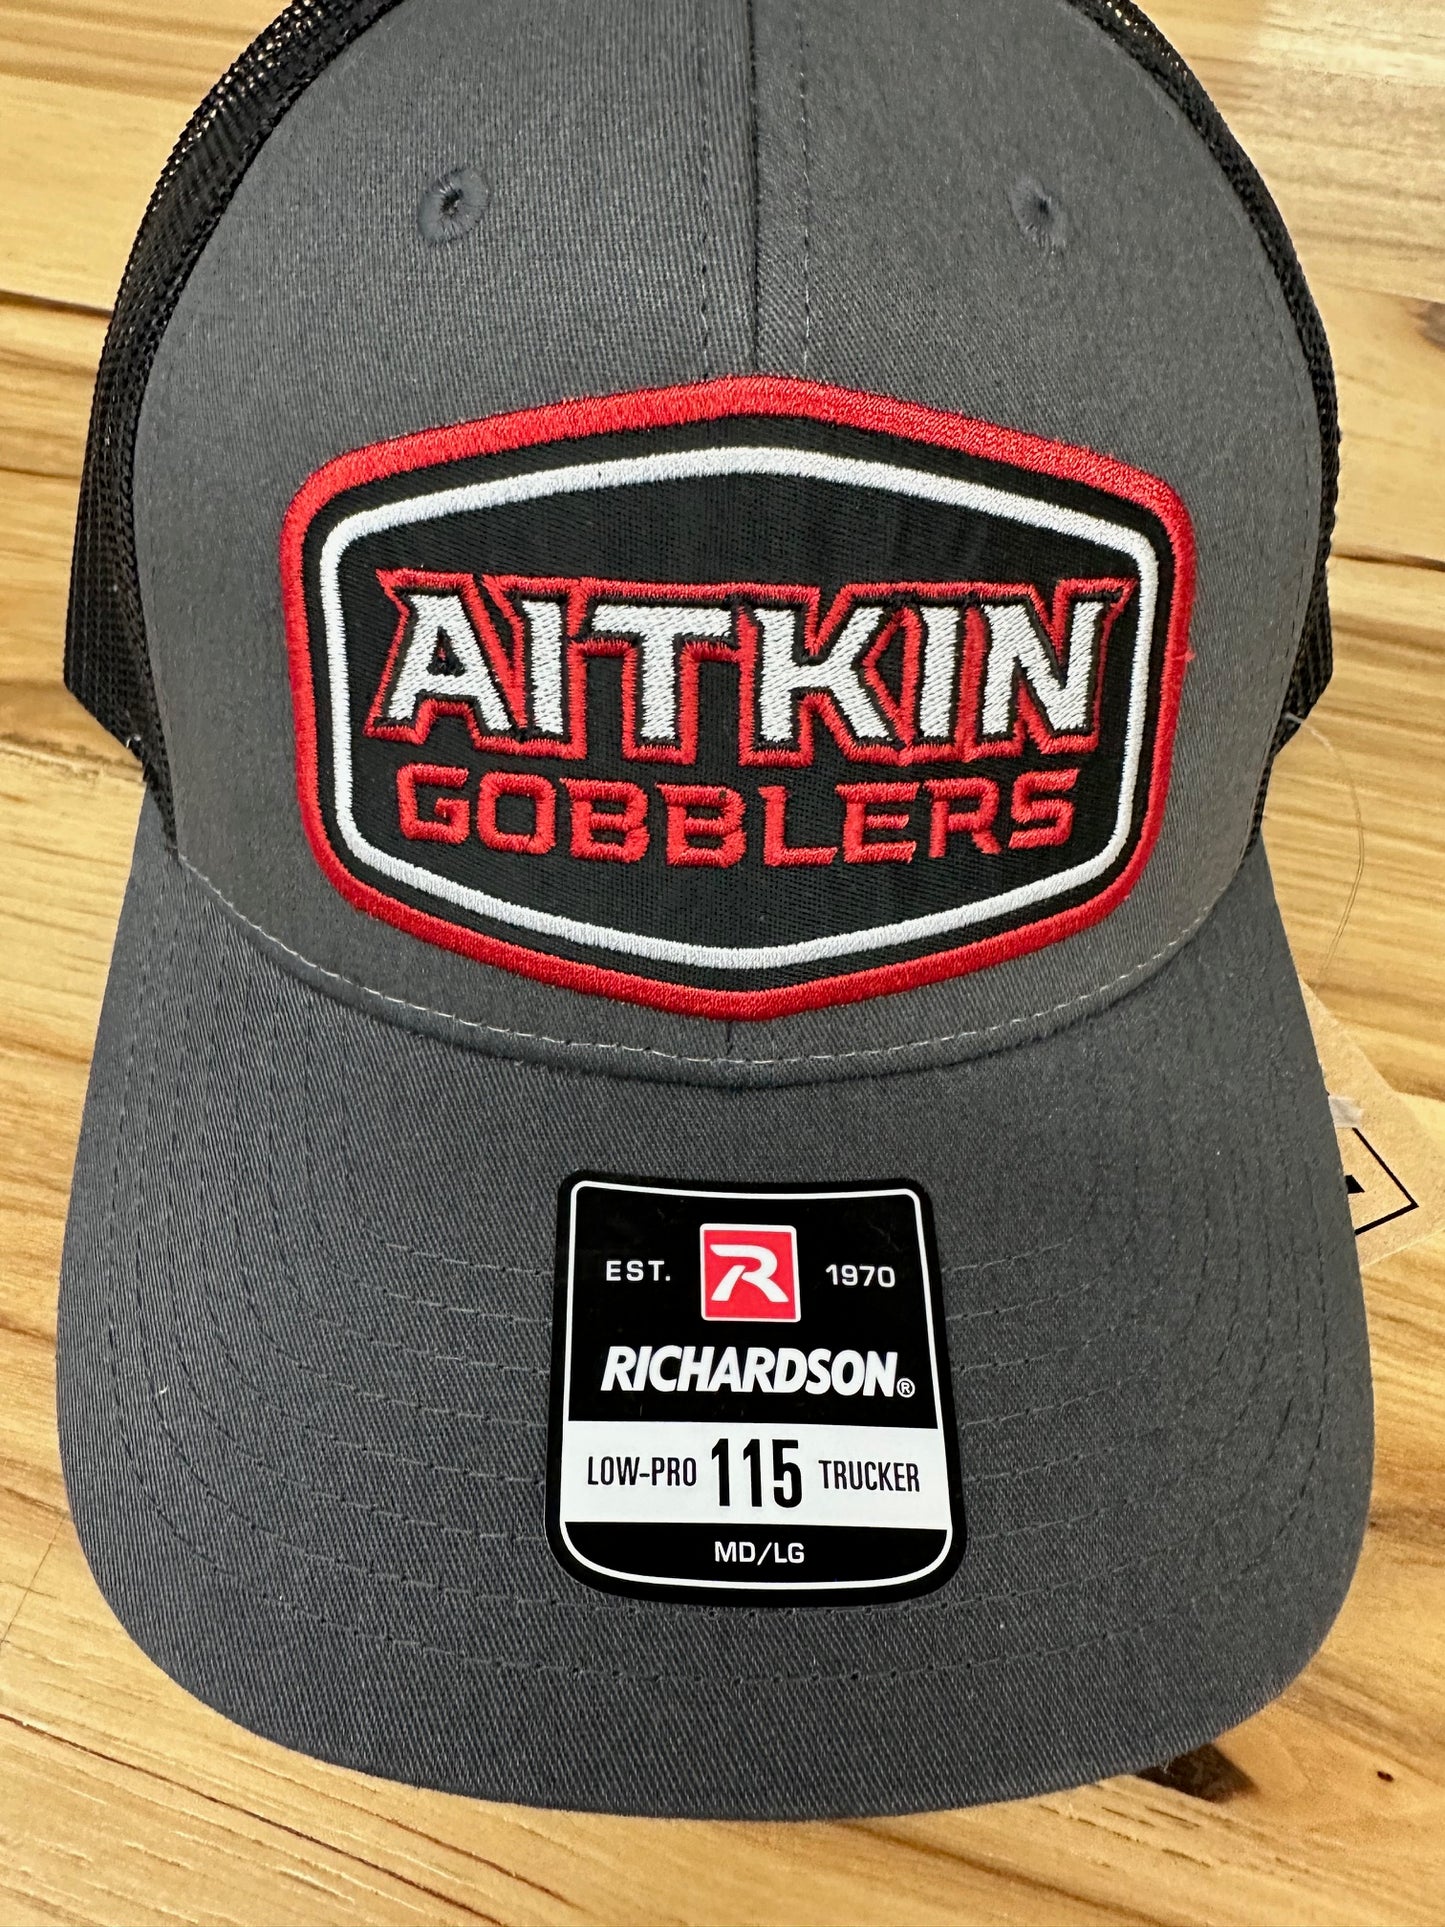 AITKIN
GOBBLERS
EST. R 1970
RICHARDSON®
LOW-PRO 115 TRUCKER
MD/LG